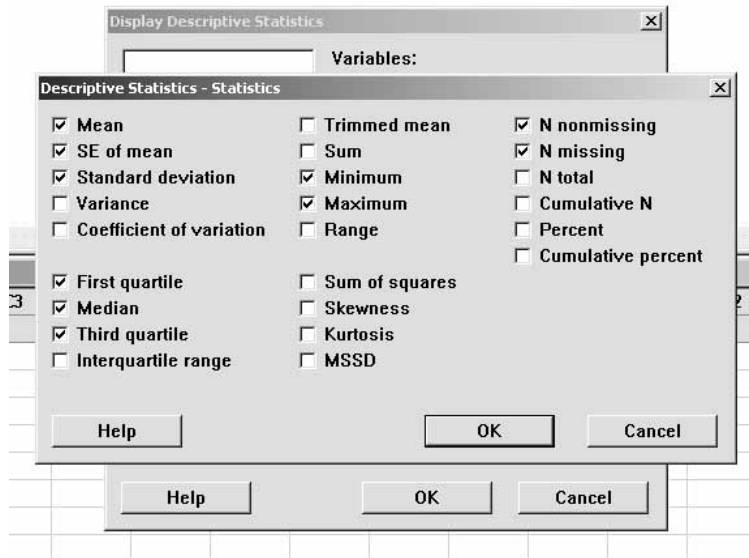 Display Descriptive Statistics
Variables:
Descriptive Statistics - Statistics
Mean
SE of mean
Standard deviation
Variance
Coefficient of variation
First quartile
Median
Third quartile
Interquartile range
Trimmed mean
Sum
Minimum
Maximum
Range
Sum of squares
Skewness
Kurtosis
MSSD
N nonmissing
N missing
N total
Cumulative N
Percent
Cumulative percent
Help
OK
Cancel
Help
OK
Cancel